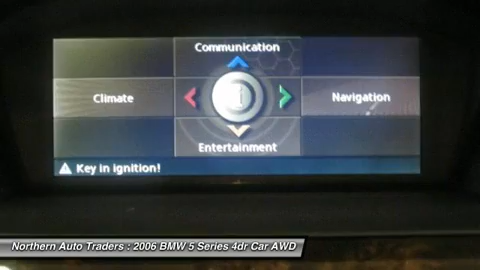 Communication
Climate
Navigation
Entertainment
Key in ignition!
Northern Auto Traders : 2006 BMW 5 Series 4dr Car AWD